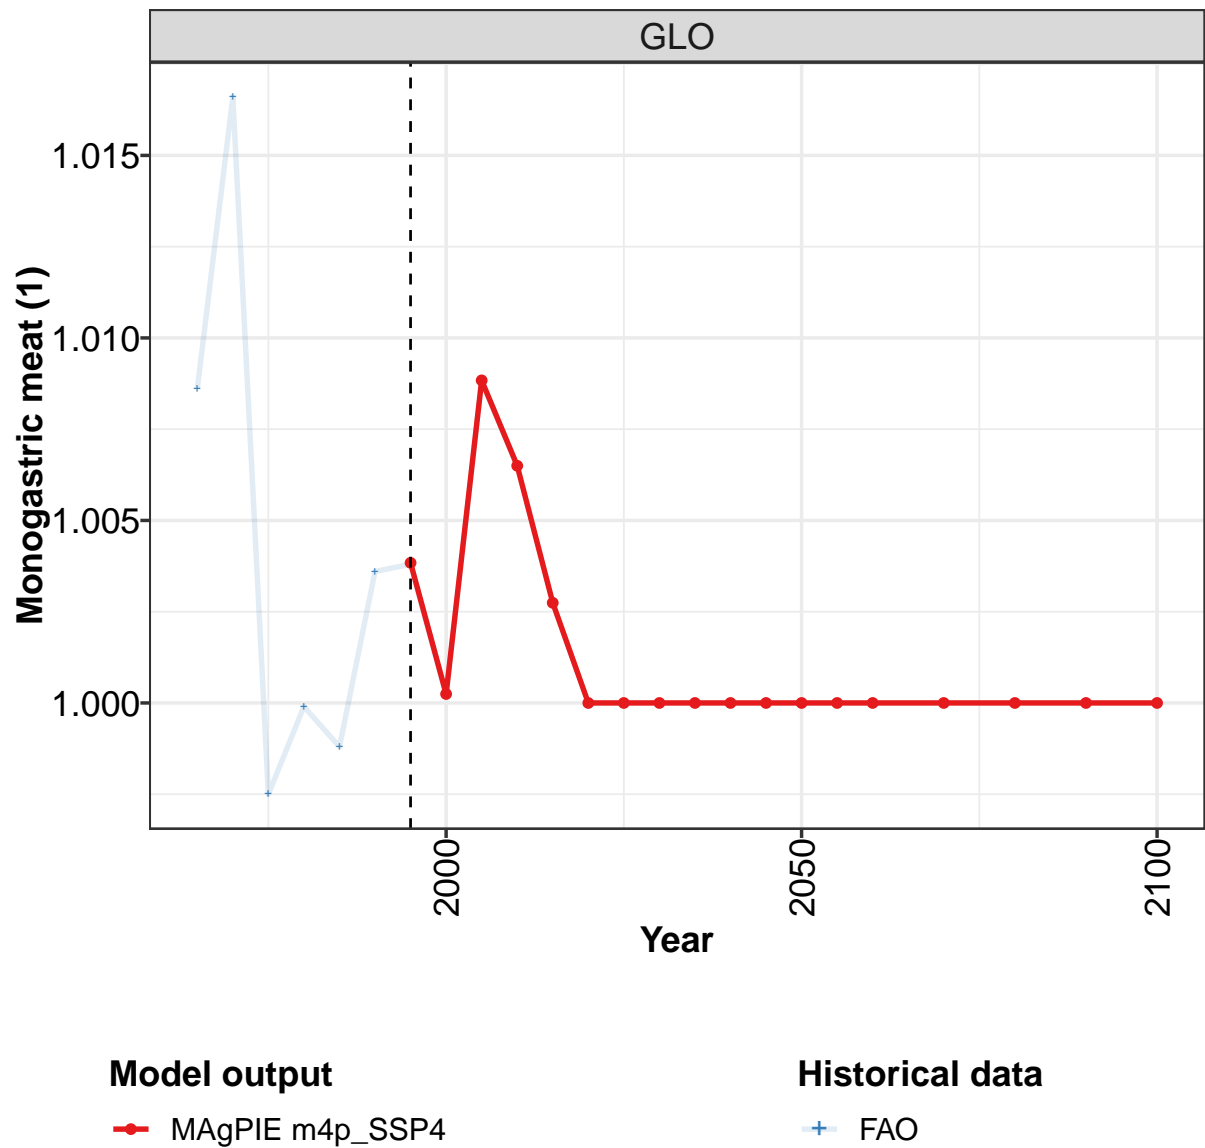 GLO
Monogastric meat (1)
1.015
1.010
1.005
1.000
2000
2050
2100
Year
Model output
MAgPIE m4p_SSP4
Historical data
FAO